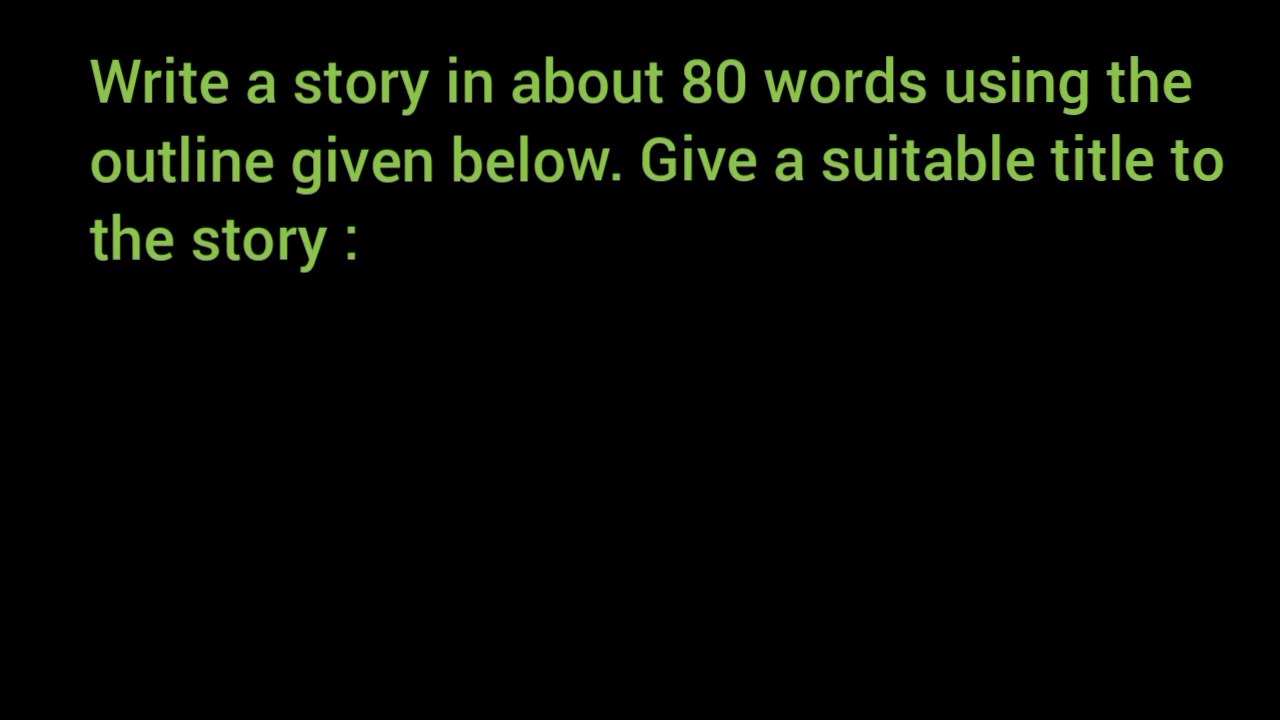 Write a story in about 80 words using the
outline given below. Give a suitable title to
the story :